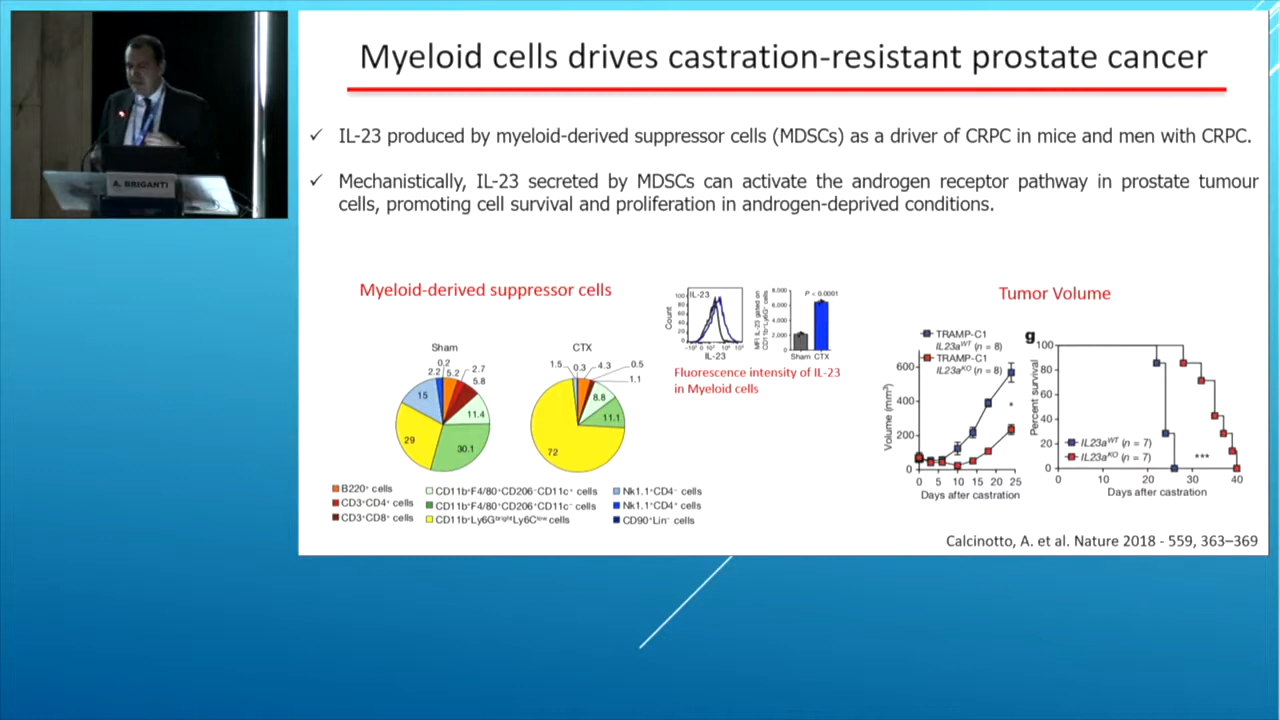 Myeloid cells drives castration-resistant prostate cancer
✓ IL-23 produced by myeloid-derived suppressor cells (MDSCs) as a driver of CRPC in mice and men with CRPC.
✓ Mechanistically, IL-23 secreted by MDSCs can activate the androgen receptor pathway in prostate tumour
cells, promoting cell survival and proliferation in androgen-deprived conditions.
A. BRIGANTI
Myeloid-derived suppressor cells
Sham
0.2
2.2
5.2
2.7
5.8
15
11.4
29
30.1
CTX
1.5
0.3
4.3
0.5
1.1
8.8
11.1
72
B220⁺ cells
CD3⁺CD4⁺ cells
CD3⁺CD8⁺ cells
CD11b⁺F4/80⁺CD206⁻CD11c⁺ cells
CD11b⁺F4/80⁺CD206⁺CD11c⁻ cells
CD11b⁺Ly6GbrightLy6Clow cells
Nk1.1⁺CD4⁻ cells
Nk1.1⁺CD4⁺ cells
CD90⁺Lin⁻ cells
IL-23
Count
100
80
60
40
20
0
IL-23
MFI IL-23 gated on
CD11b⁺Ly6G⁺ cells
P < 0.0001
8,000
6,000
4,000
2,000
0
Sham CTX
Fluorescence intensity of IL-23
in Myeloid cells
Tumor Volume
TRAMP-C1
IL23aWT (n = 8)
TRAMP-C1
IL23aKO (n = 8)
Volume (mm³)
600
400
200
0
*
0 5 10 15 20 25
Days after castration
g
Percent survival
100
80
60
40
20
0
IL23aWT (n = 7)
IL23aKO (n = 7)
***
0 10 20 30 40
Days after castration
Calcinotto, A. et al. Nature 2018 - 559, 363–369